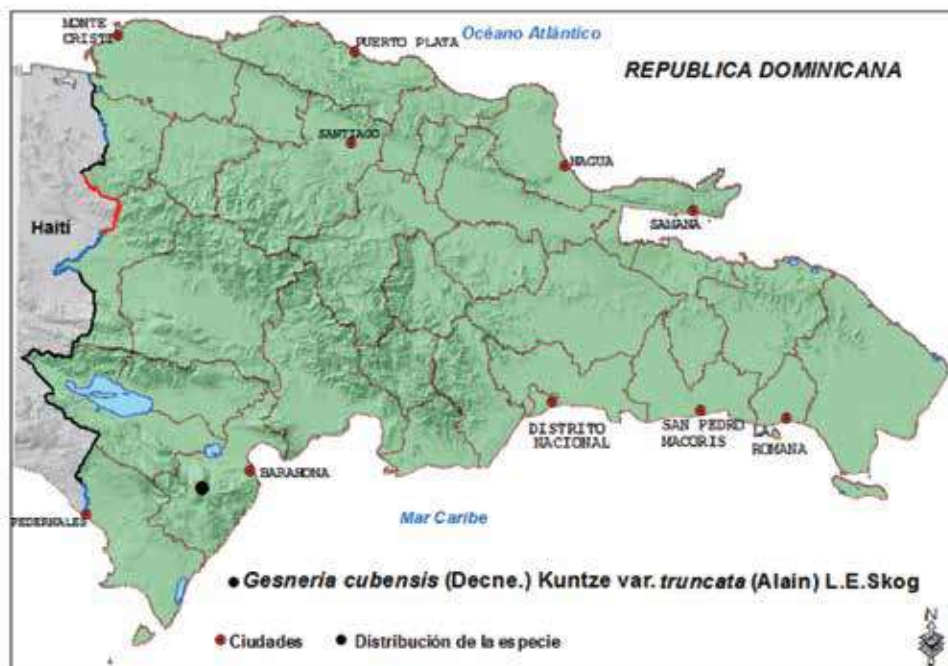 MONTE
CRISTI
Océano Atlántico
PUERTO PLATA
REPUBLICA DOMINICANA
SANTIAGO
NAGUA
SAMANA
Haití
DISTRITO
NACIONAL
SAN PEDRO
MACORIS
LA
ROMANA
BARAHONA
PEDERNALES
Mar Caribe
Gesneria cubensis (Decne.) Kuntze var. truncata (Alain) L.E.Skog
Ciudades
Distribución de la especie
N